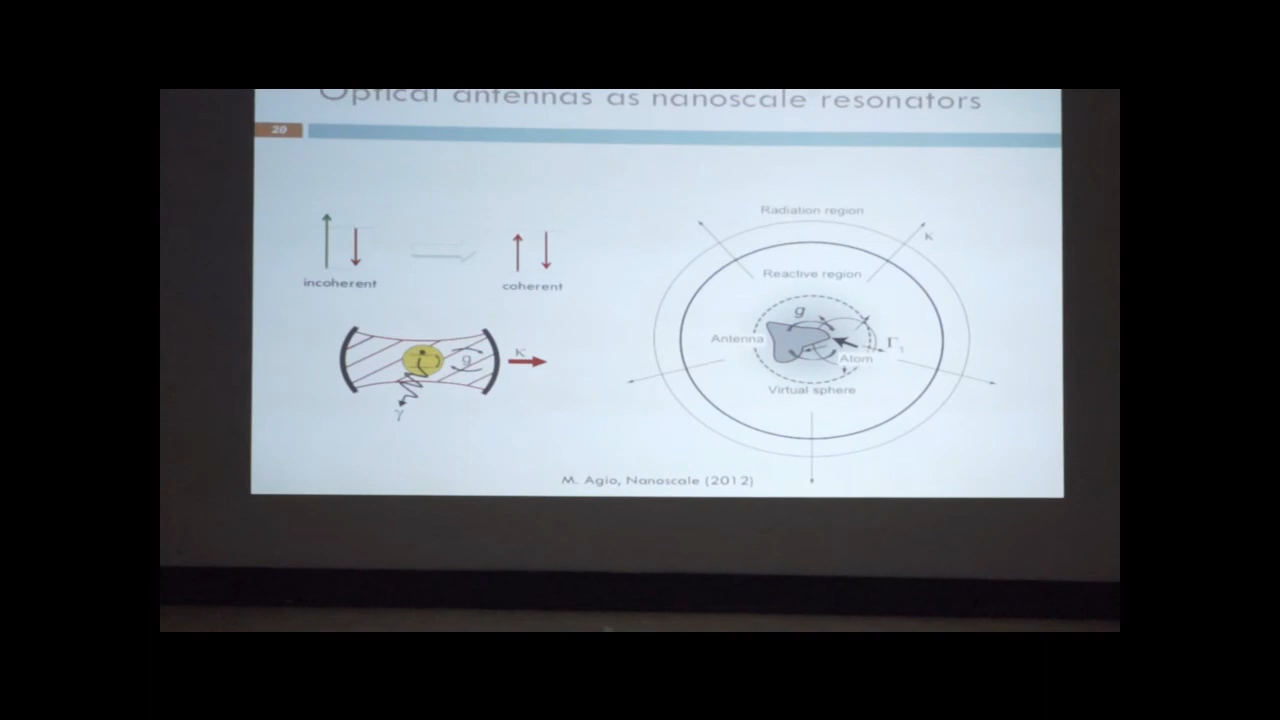 Optical antennas as nanoscale resonators
20
incoherent
coherent
g
κ
γ
Radiation region
κ
Reactive region
g
Antenna
Γ1
Atom
Virtual sphere
M. Agio, Nanoscale (2012)